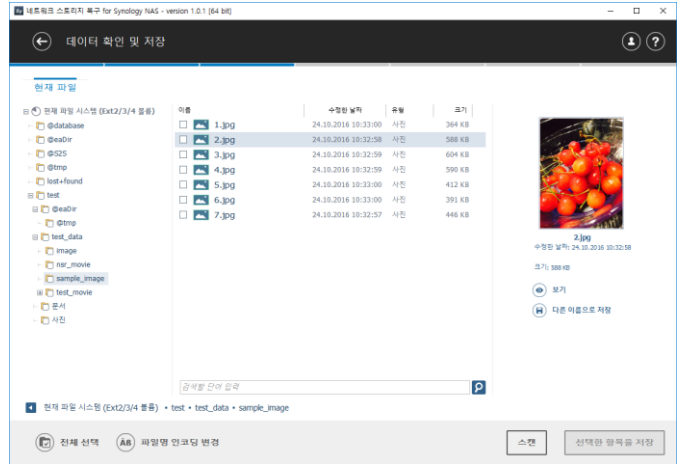 네트워크 스토리지 복구 for Synology NAS - version 1.0.1 (64 bit)
데이터 확인 및 저장
현재 파일
현재 파일 시스템 (Ext2/3/4 볼륨)
@database
@eaDir
@S2S
@tmp
lost+found
test
@eaDir
@tmp
test_data
image
nsr_movie
sample_image
test_movie
문서
사진
이름 수정한 날짜 유형 크기
1.jpg 24.10.2016 10:33:00 사진 364 KB
2.jpg 24.10.2016 10:32:58 사진 588 KB
3.jpg 24.10.2016 10:32:59 사진 604 KB
4.jpg 24.10.2016 10:32:59 사진 590 KB
5.jpg 24.10.2016 10:33:00 사진 412 KB
6.jpg 24.10.2016 10:33:00 사진 391 KB
7.jpg 24.10.2016 10:32:57 사진 446 KB
2.jpg
수정한 날짜: 24.10.2016 10:32:58
크기: 588 KB
보기
다른 이름으로 저장
검색할 단어 입력
현재 파일 시스템 (Ext2/3/4 볼륨) • test • test_data • sample_image
전체 선택
AB 파일명 인코딩 변경
스캔
선택한 항목을 저장